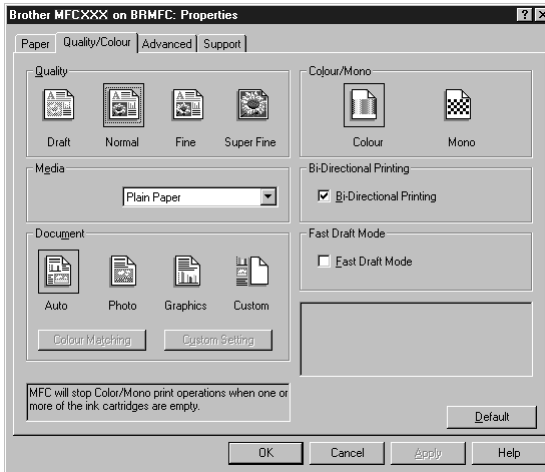 Brother MFCXXX on BRMFC: Properties
Paper Quality/Colour Advanced Support
Quality
Draft Normal Fine Super Fine
Colour/Mono
Colour Mono
Media
Plain Paper
Bi-Directional Printing
Bi-Directional Printing
Document
Auto Photo Graphics Custom
Colour Matching Custom Setting
Fast Draft Mode
Fast Draft Mode
MFC will stop Color/Mono print operations when one or
more of the ink cartridges are empty.
Default
OK Cancel Apply Help